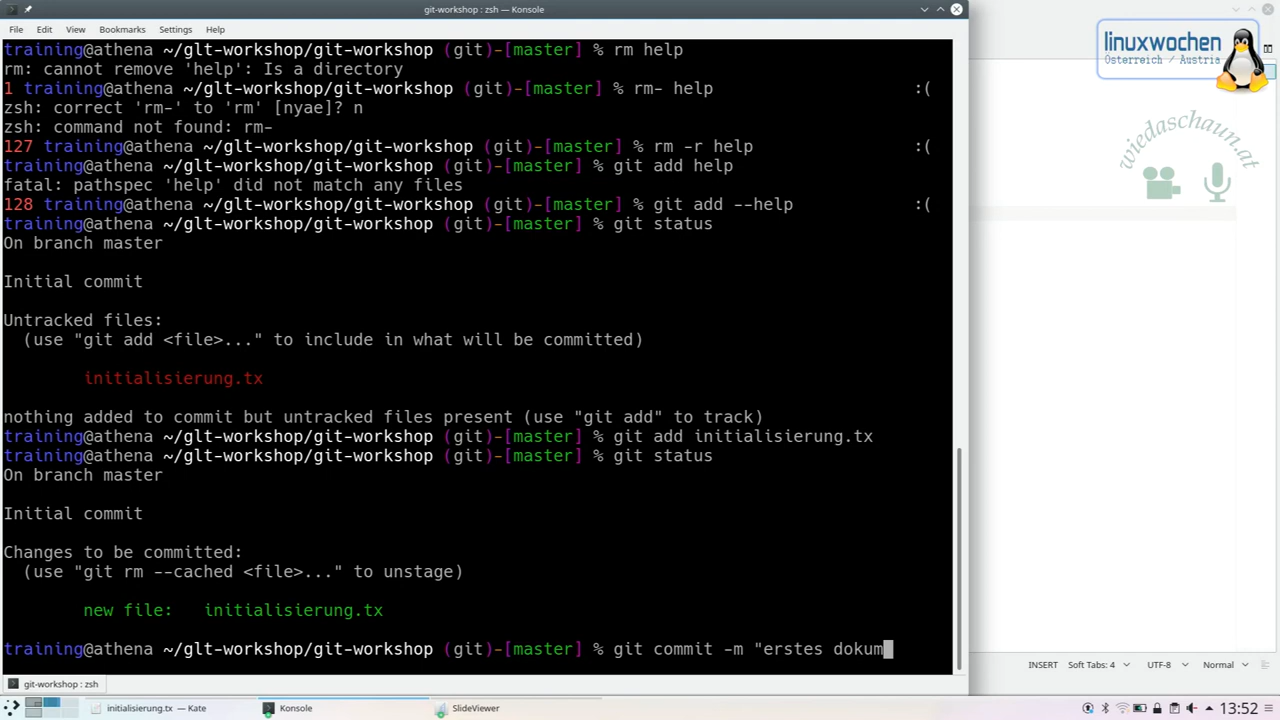 git-workshop : zsh — Konsole
File Edit View Bookmarks Settings Help
training@athena ~/glt-workshop/git-workshop (git)-[master] % rm help
rm: cannot remove 'help': Is a directory
1 training@athena ~/glt-workshop/git-workshop (git)-[master] % rm- help :(
zsh: correct 'rm-' to 'rm' [nyae]? n
zsh: command not found: rm-
127 training@athena ~/glt-workshop/git-workshop (git)-[master] % rm -r help :(
training@athena ~/glt-workshop/git-workshop (git)-[master] % git add help
fatal: pathspec 'help' did not match any files
128 training@athena ~/glt-workshop/git-workshop (git)-[master] % git add --help :(
training@athena ~/glt-workshop/git-workshop (git)-[master] % git status
On branch master
Initial commit
Untracked files:
(use "git add <file>..." to include in what will be committed)
initialisierung.tx
nothing added to commit but untracked files present (use "git add" to track)
training@athena ~/glt-workshop/git-workshop (git)-[master] % git add initialisierung.tx
training@athena ~/glt-workshop/git-workshop (git)-[master] % git status
On branch master
Initial commit
Changes to be committed:
(use "git rm --cached <file>..." to unstage)
new file: initialisierung.tx
training@athena ~/glt-workshop/git-workshop (git)-[master] % git commit -m "erstes dokum
git-workshop : zsh
linuxwochen
Österreich / Austria
wiedaschaun.at
INSERT Soft Tabs: 4 UTF-8 Normal
initialisierung.tx — Kate Konsole SlideViewer 13:52